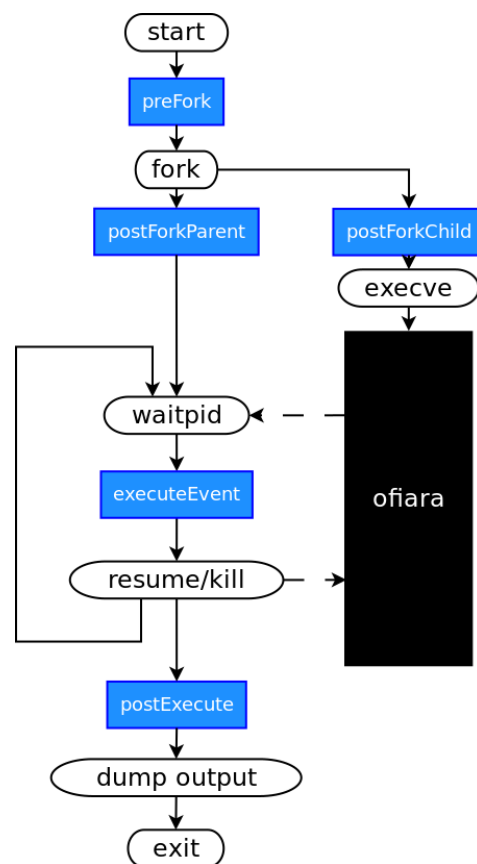 start
preFork
fork
postForkParent
postForkChild
execve
waitpid
executeEvent
ofiara
resume/kill
postExecute
dump output
exit